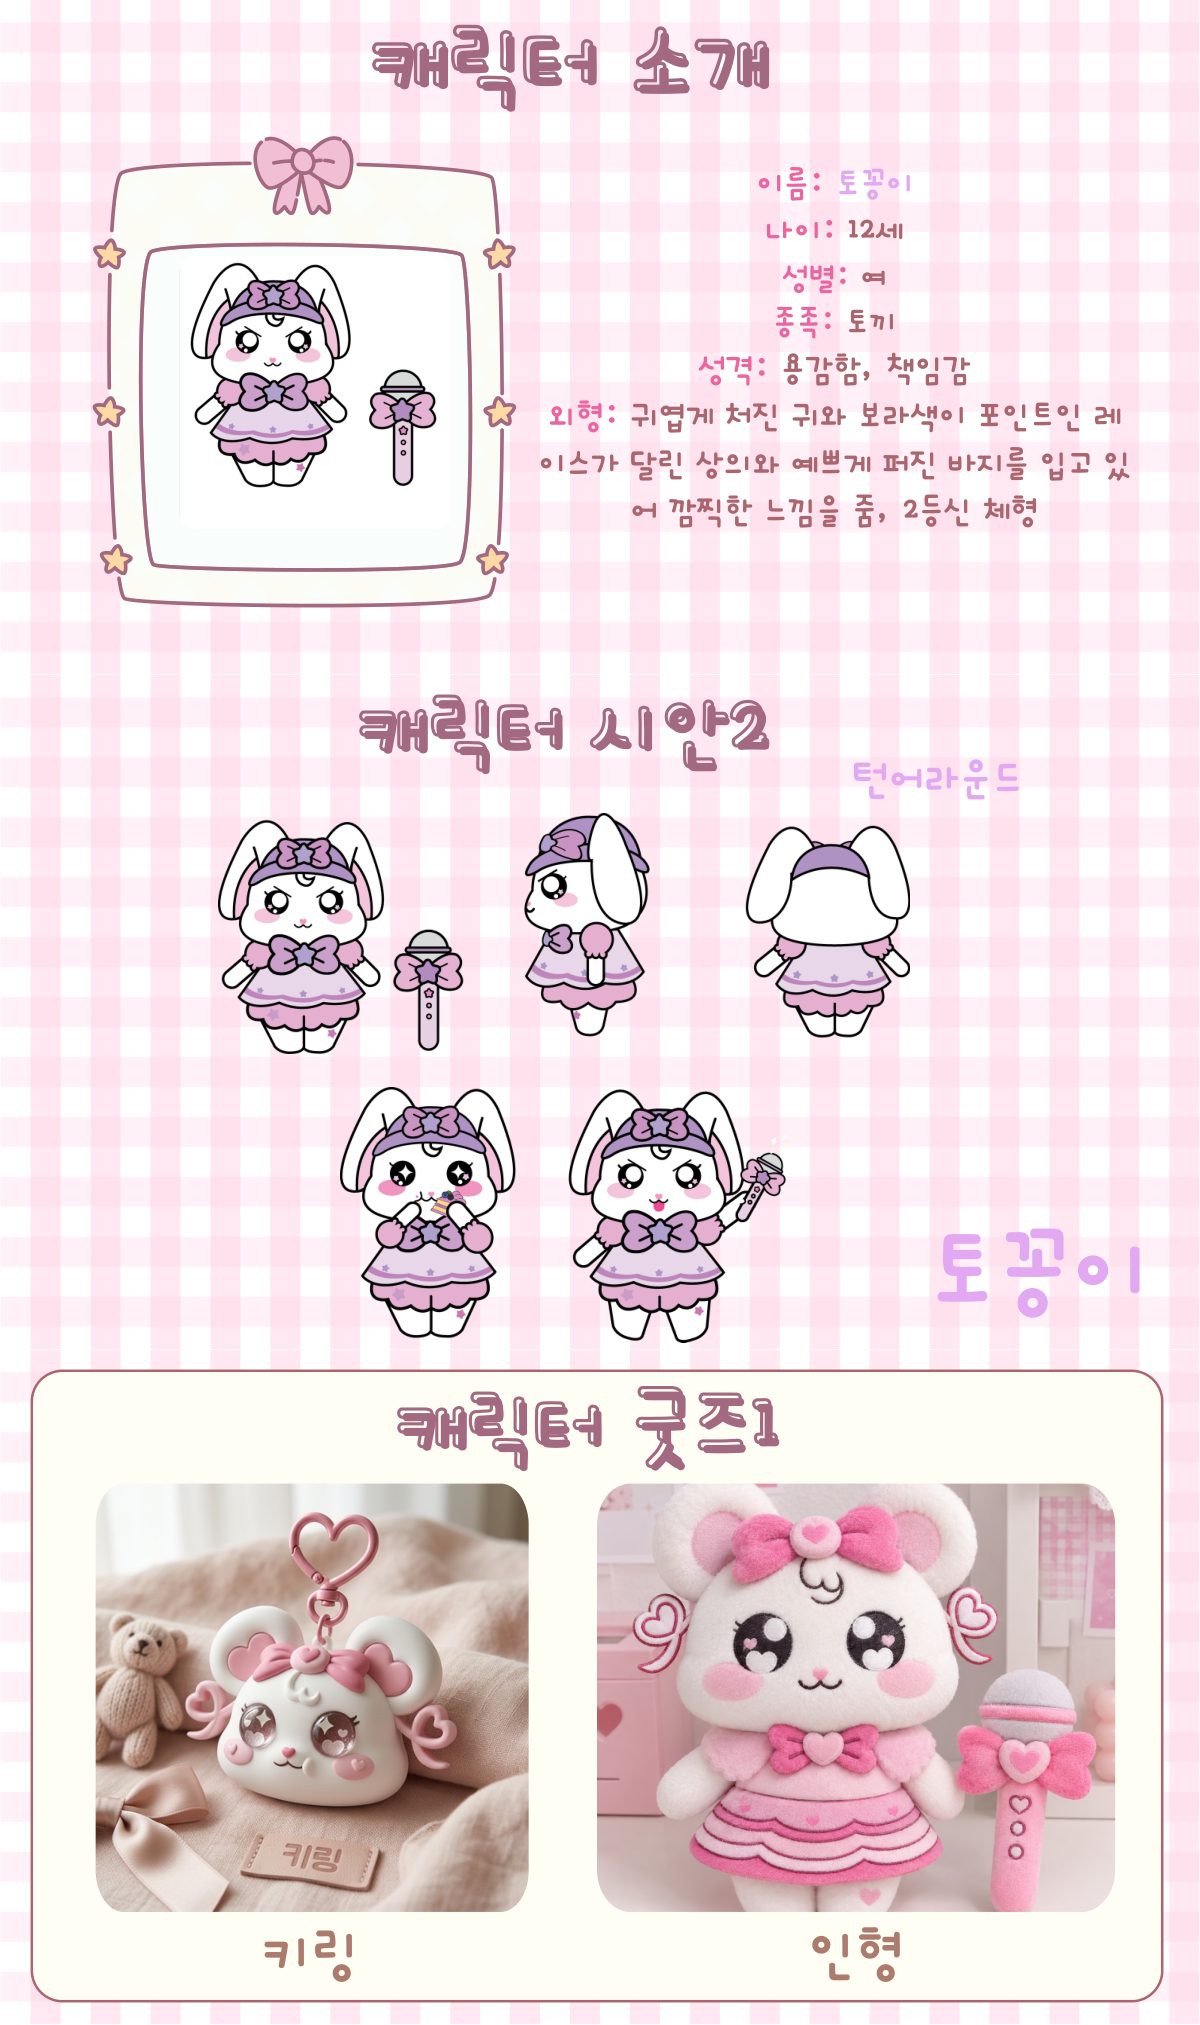 캐릭터 소개
이름: 토꽁이
나이: 12세
성별: 여
종족: 토끼
성격: 용감함, 책임감
외형: 귀엽게 처진 귀와 보라색이 포인트인 레
이스가 달린 상의와 예쁘게 퍼진 바지를 입고 있
어 깜찍한 느낌을 줌, 2등신 체형
캐릭터 시안2
턴어라운드
토꽁이
캐릭터 굿즈1
키링
키링
인형